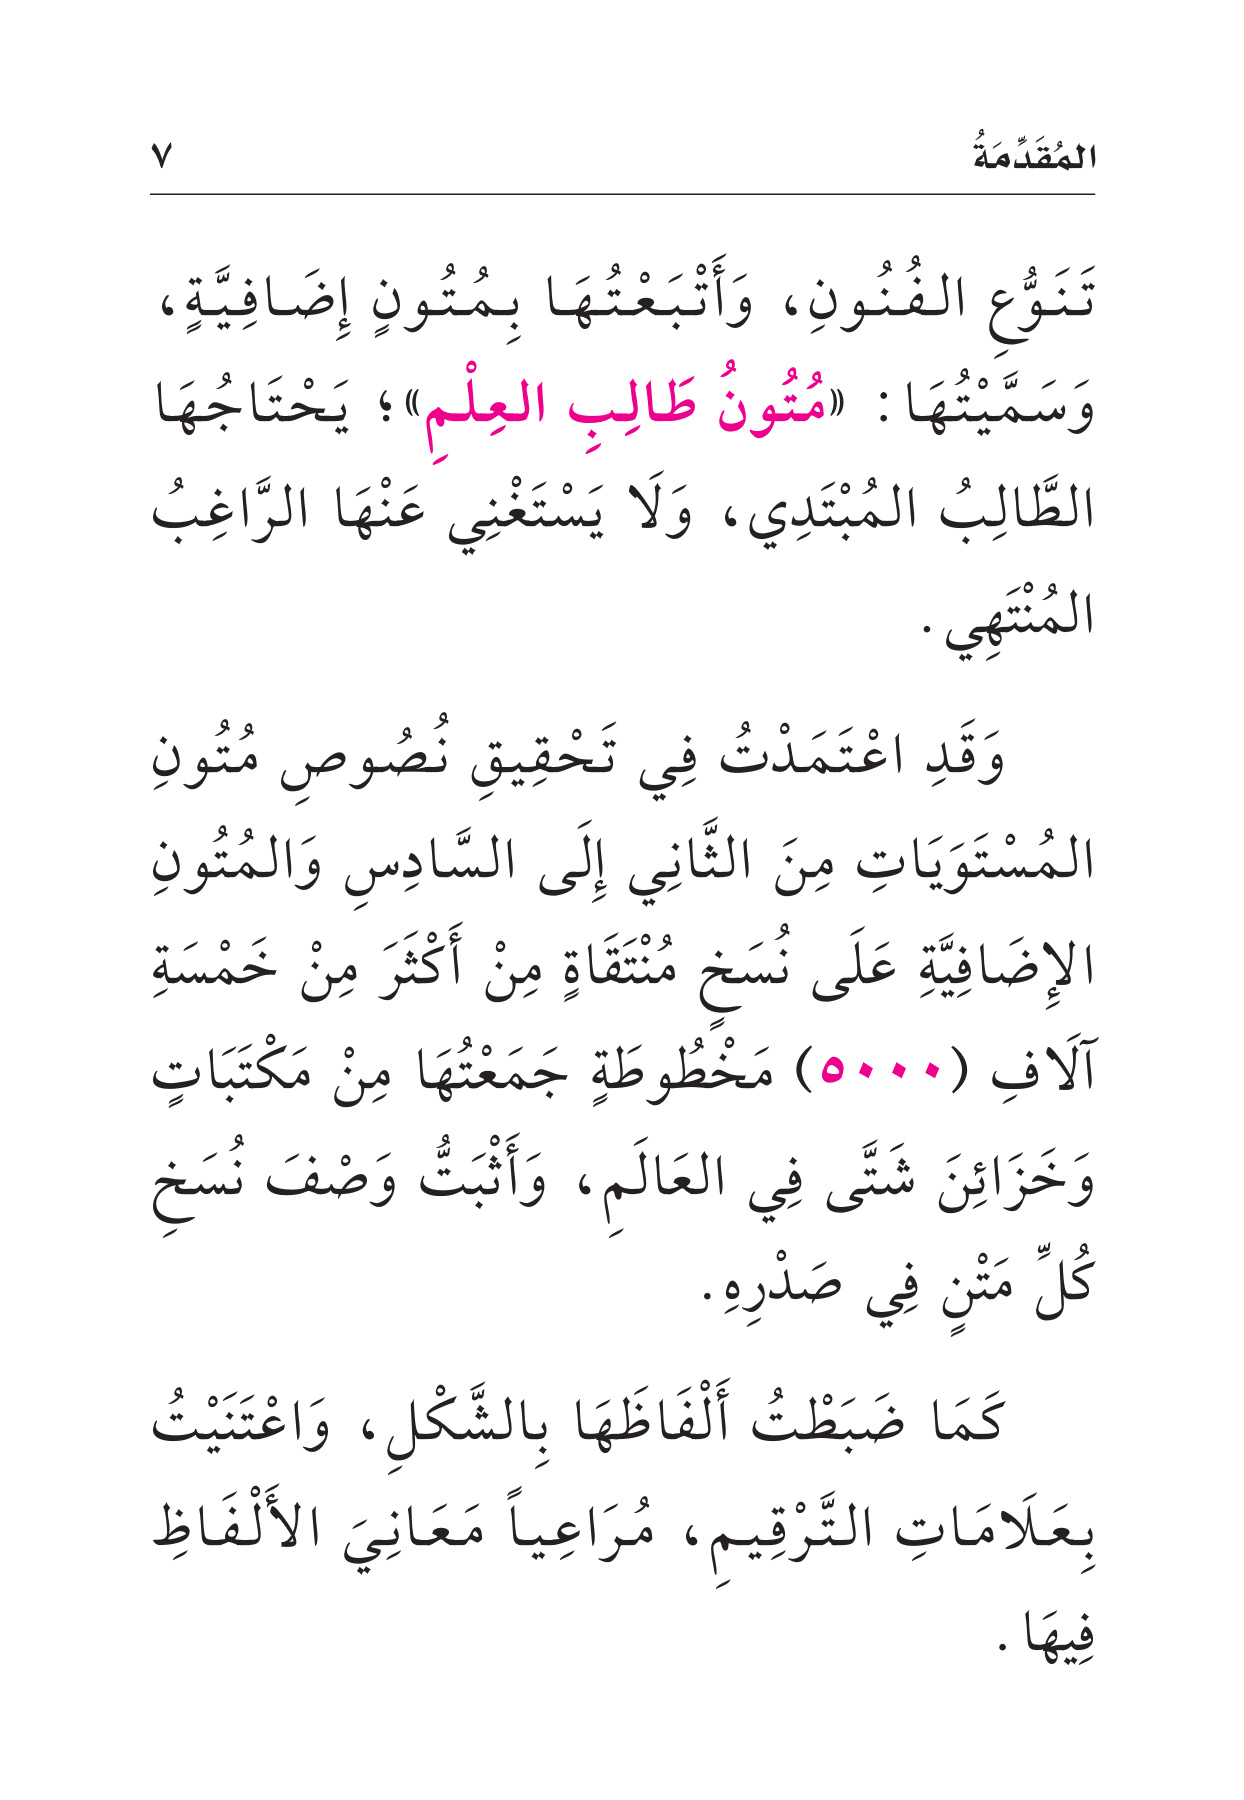 المُقَدِّمَةُ ٧
تَنَوُّعِ الفُنُونِ، وَأَتْبَعْتُهَا بِمُتُونٍ إِضَافِيَّةٍ،
وَسَمَّيْتُهَا: «مُتُونُ طَالِبِ العِلْمِ»؛ يَحْتَاجُهَا
الطَّالِبُ المُبْتَدِي، وَلَا يَسْتَغْنِي عَنْهَا الرَّاغِبُ
المُنْتَهِي.
وَقَدِ اعْتَمَدْتُ فِي تَحْقِيقِ نُصُوصِ مُتُونِ
المُسْتَوَيَاتِ مِنَ الثَّانِي إِلَى السَّادِسِ وَالمُتُونِ
الإِضَافِيَّةِ عَلَى نُسَخٍ مُنْتَقَاةٍ مِنْ أَكْثَرَ مِنْ خَمْسَةِ
آلَافِ (٥٠٠٠) مَخْطُوطَةٍ جَمَعْتُهَا مِنْ مَكْتَبَاتٍ
وَخَزَائِنَ شَتَّى فِي العَالَمِ، وَأَثْبَتُّ وَصْفَ نُسَخِ
كُلِّ مَتْنٍ فِي صَدْرِهِ.
كَمَا ضَبَطْتُ أَلْفَاظَهَا بِالشَّكْلِ، وَاعْتَنَيْتُ
بِعَلَامَاتِ التَّرْقِيمِ، مُرَاعِياً مَعَانِيَ الأَلْفَاظِ
فِيهَا.